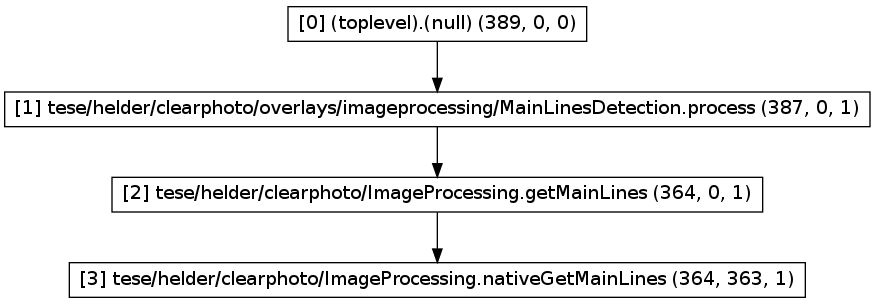 [0] (toplevel).(null) (389, 0, 0)
[1] tese/helder/clearphoto/overlays/imageprocessing/MainLinesDetection.process (387, 0, 1)
[2] tese/helder/clearphoto/ImageProcessing.getMainLines (364, 0, 1)
[3] tese/helder/clearphoto/ImageProcessing.nativeGetMainLines (364, 363, 1)